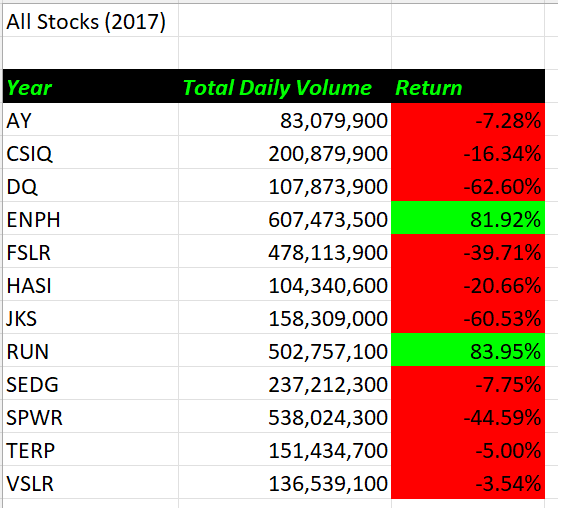 All Stocks (2017)
Year Total Daily Volume Return
AY 83,079,900 -7.28%
CSIQ 200,879,900 -16.34%
DQ 107,873,900 -62.60%
ENPH 607,473,500 81.92%
FSLR 478,113,900 -39.71%
HASI 104,340,600 -20.66%
JKS 158,309,000 -60.53%
RUN 502,757,100 83.95%
SEDG 237,212,300 -7.75%
SPWR 538,024,300 -44.59%
TERP 151,434,700 -5.00%
VSLR 136,539,100 -3.54%